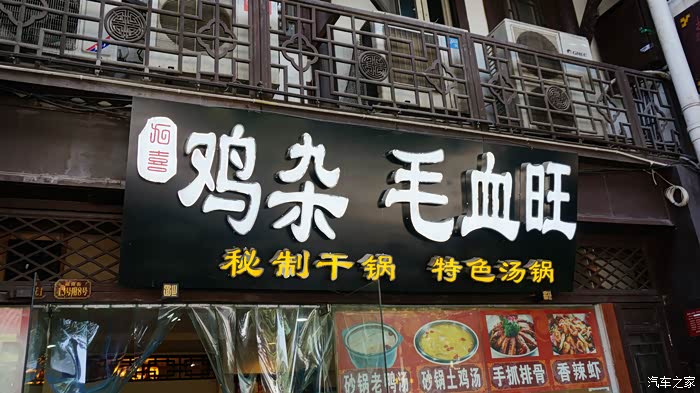 鸡杂 毛血旺
秘制干锅 特色汤锅
砂锅老鸭汤 砂锅土鸡汤 手抓排骨 香辣虾
汽车之家